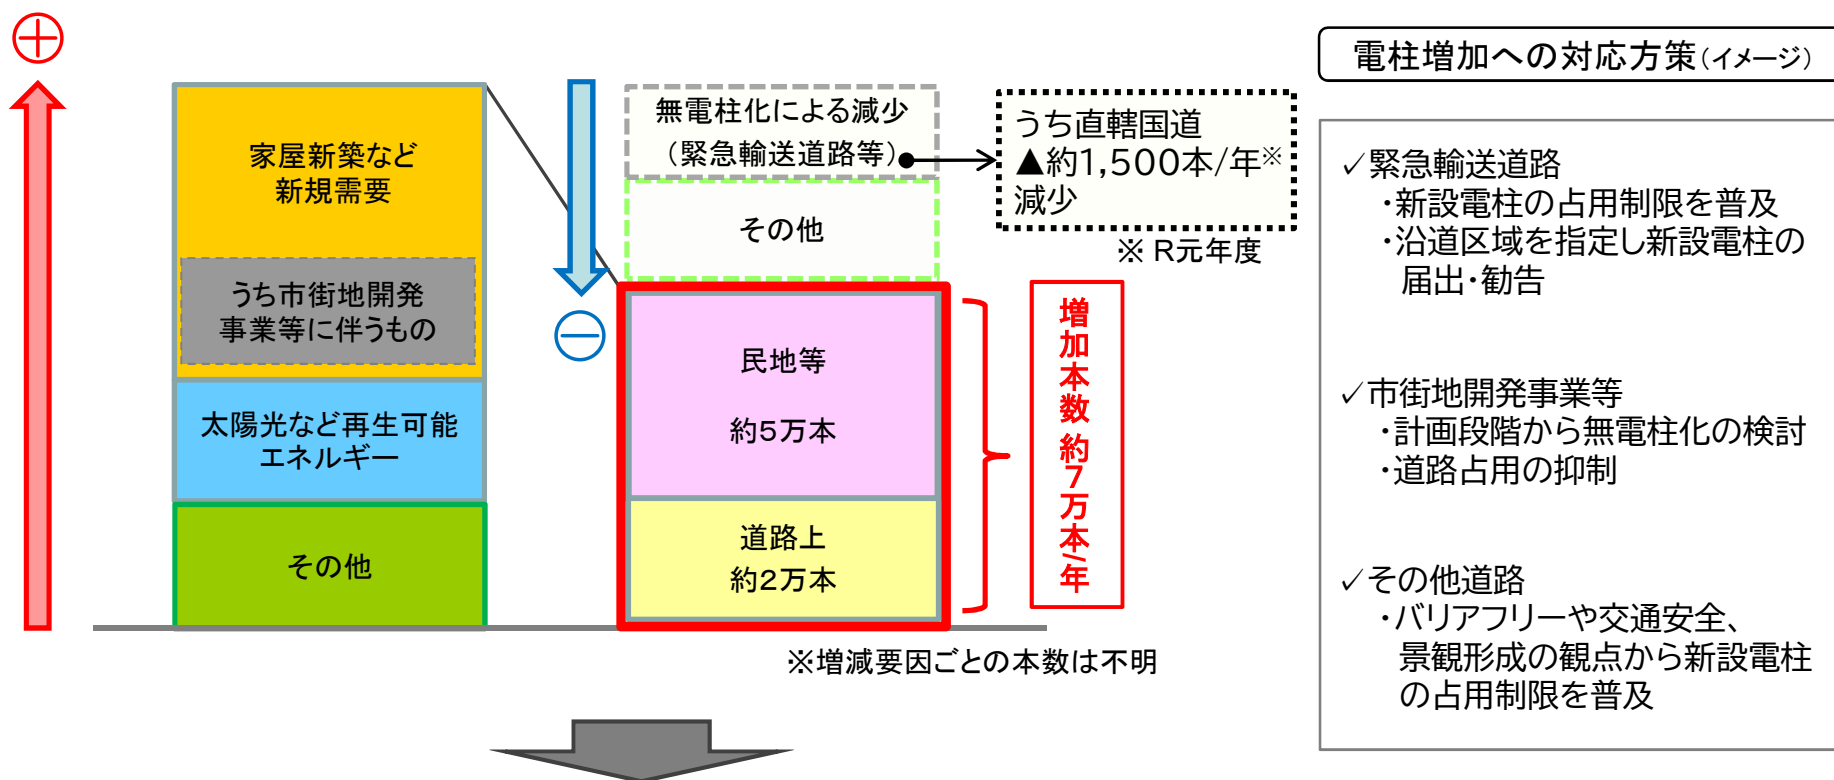 家屋新築など
新規需要
うち市街地開発
事業等に伴うもの
太陽光など再生可能
エネルギー
その他
無電柱化による減少
（緊急輸送道路等）
その他
民地等
約5万本
道路上
約2万本
うち直轄国道
▲約1,500本/年※
減少
※ R元年度
増加本数 約7万本/年
※増減要因ごとの本数は不明
電柱増加への対応方策（イメージ）
✓緊急輸送道路
・新設電柱の占用制限を普及
・沿道区域を指定し新設電柱の
届出・勧告
✓市街地開発事業等
・計画段階から無電柱化の検討
・道路占用の抑制
✓その他道路
・バリアフリーや交通安全、
景観形成の観点から新設電柱
の占用制限を普及